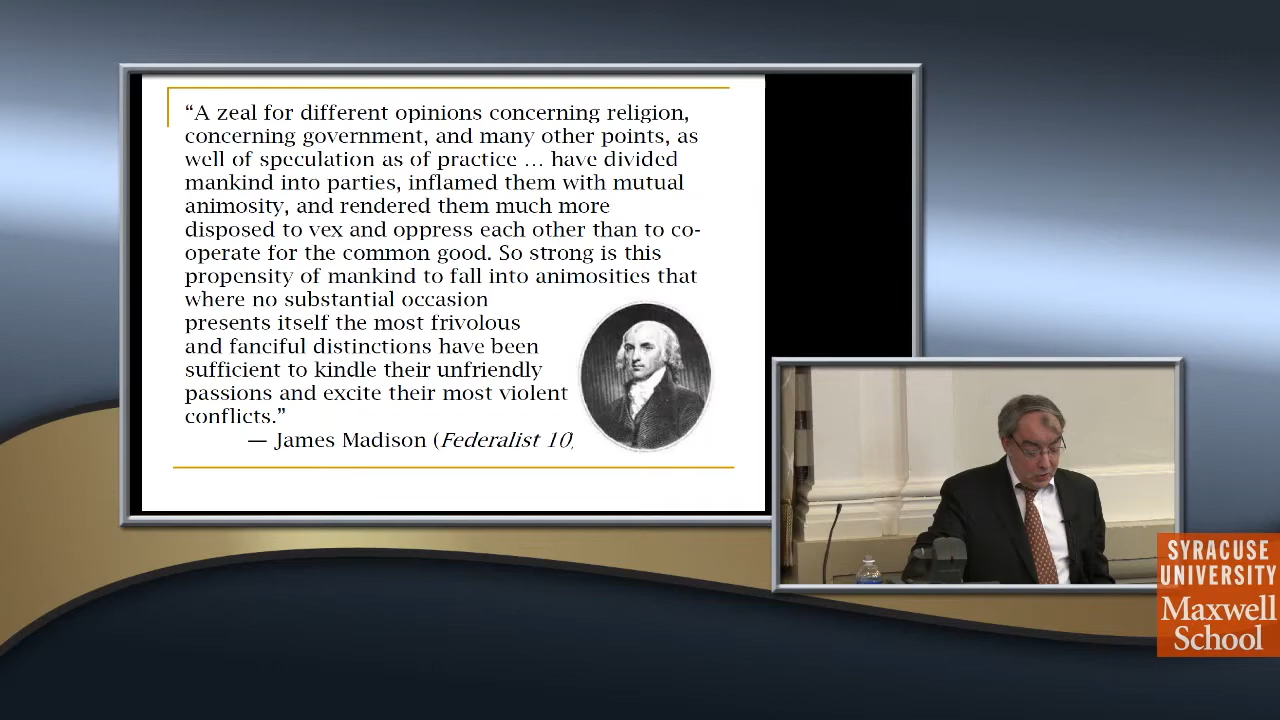 “A zeal for different opinions concerning religion,
concerning government, and many other points, as
well of speculation as of practice … have divided
mankind into parties, inflamed them with mutual
animosity, and rendered them much more
disposed to vex and oppress each other than to co-
operate for the common good. So strong is this
propensity of mankind to fall into animosities that
where no substantial occasion
presents itself the most frivolous
and fanciful distinctions have been
sufficient to kindle their unfriendly
passions and excite their most violent
conflicts.”
— James Madison (Federalist 10)
SYRACUSE
UNIVERSITY
Maxwell
School